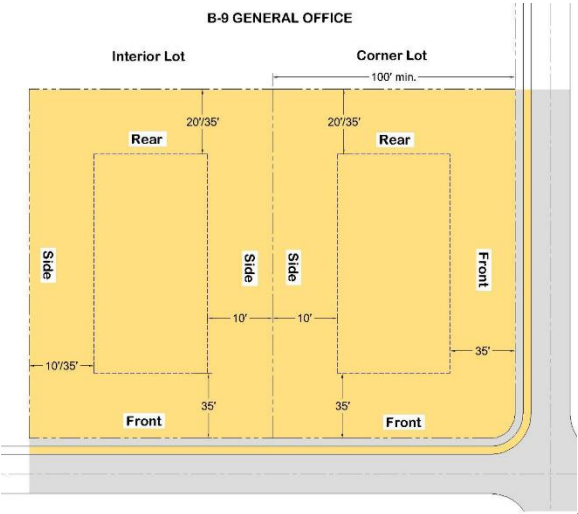 B-9 GENERAL OFFICE
Interior Lot
Corner Lot
100' min.
20'/35'
20'/35'
Rear
Rear
Side
Side
Side
Front
10'
10'
35'
10'/35'
35'
35'
Front
Front